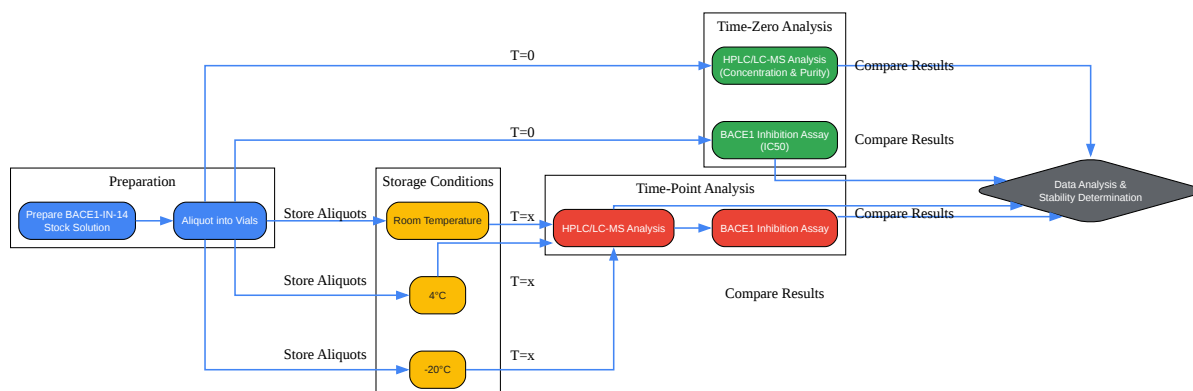 Time-Zero Analysis
T=0
HPLC/LC-MS Analysis
(Concentration & Purity)
Compare Results
T=0
BACE1 Inhibition Assay
(IC50)
Compare Results
Preparation
Storage Conditions
Time-Point Analysis
Data Analysis &
Stability Determination
Prepare BACE1-IN-14
Stock Solution
Aliquot into Vials
Store Aliquots
Room Temperature
T=x
HPLC/LC-MS Analysis
BACE1 Inhibition Assay
Compare Results
Store Aliquots
4°C
T=x
Compare Results
Store Aliquots
-20°C
T=x